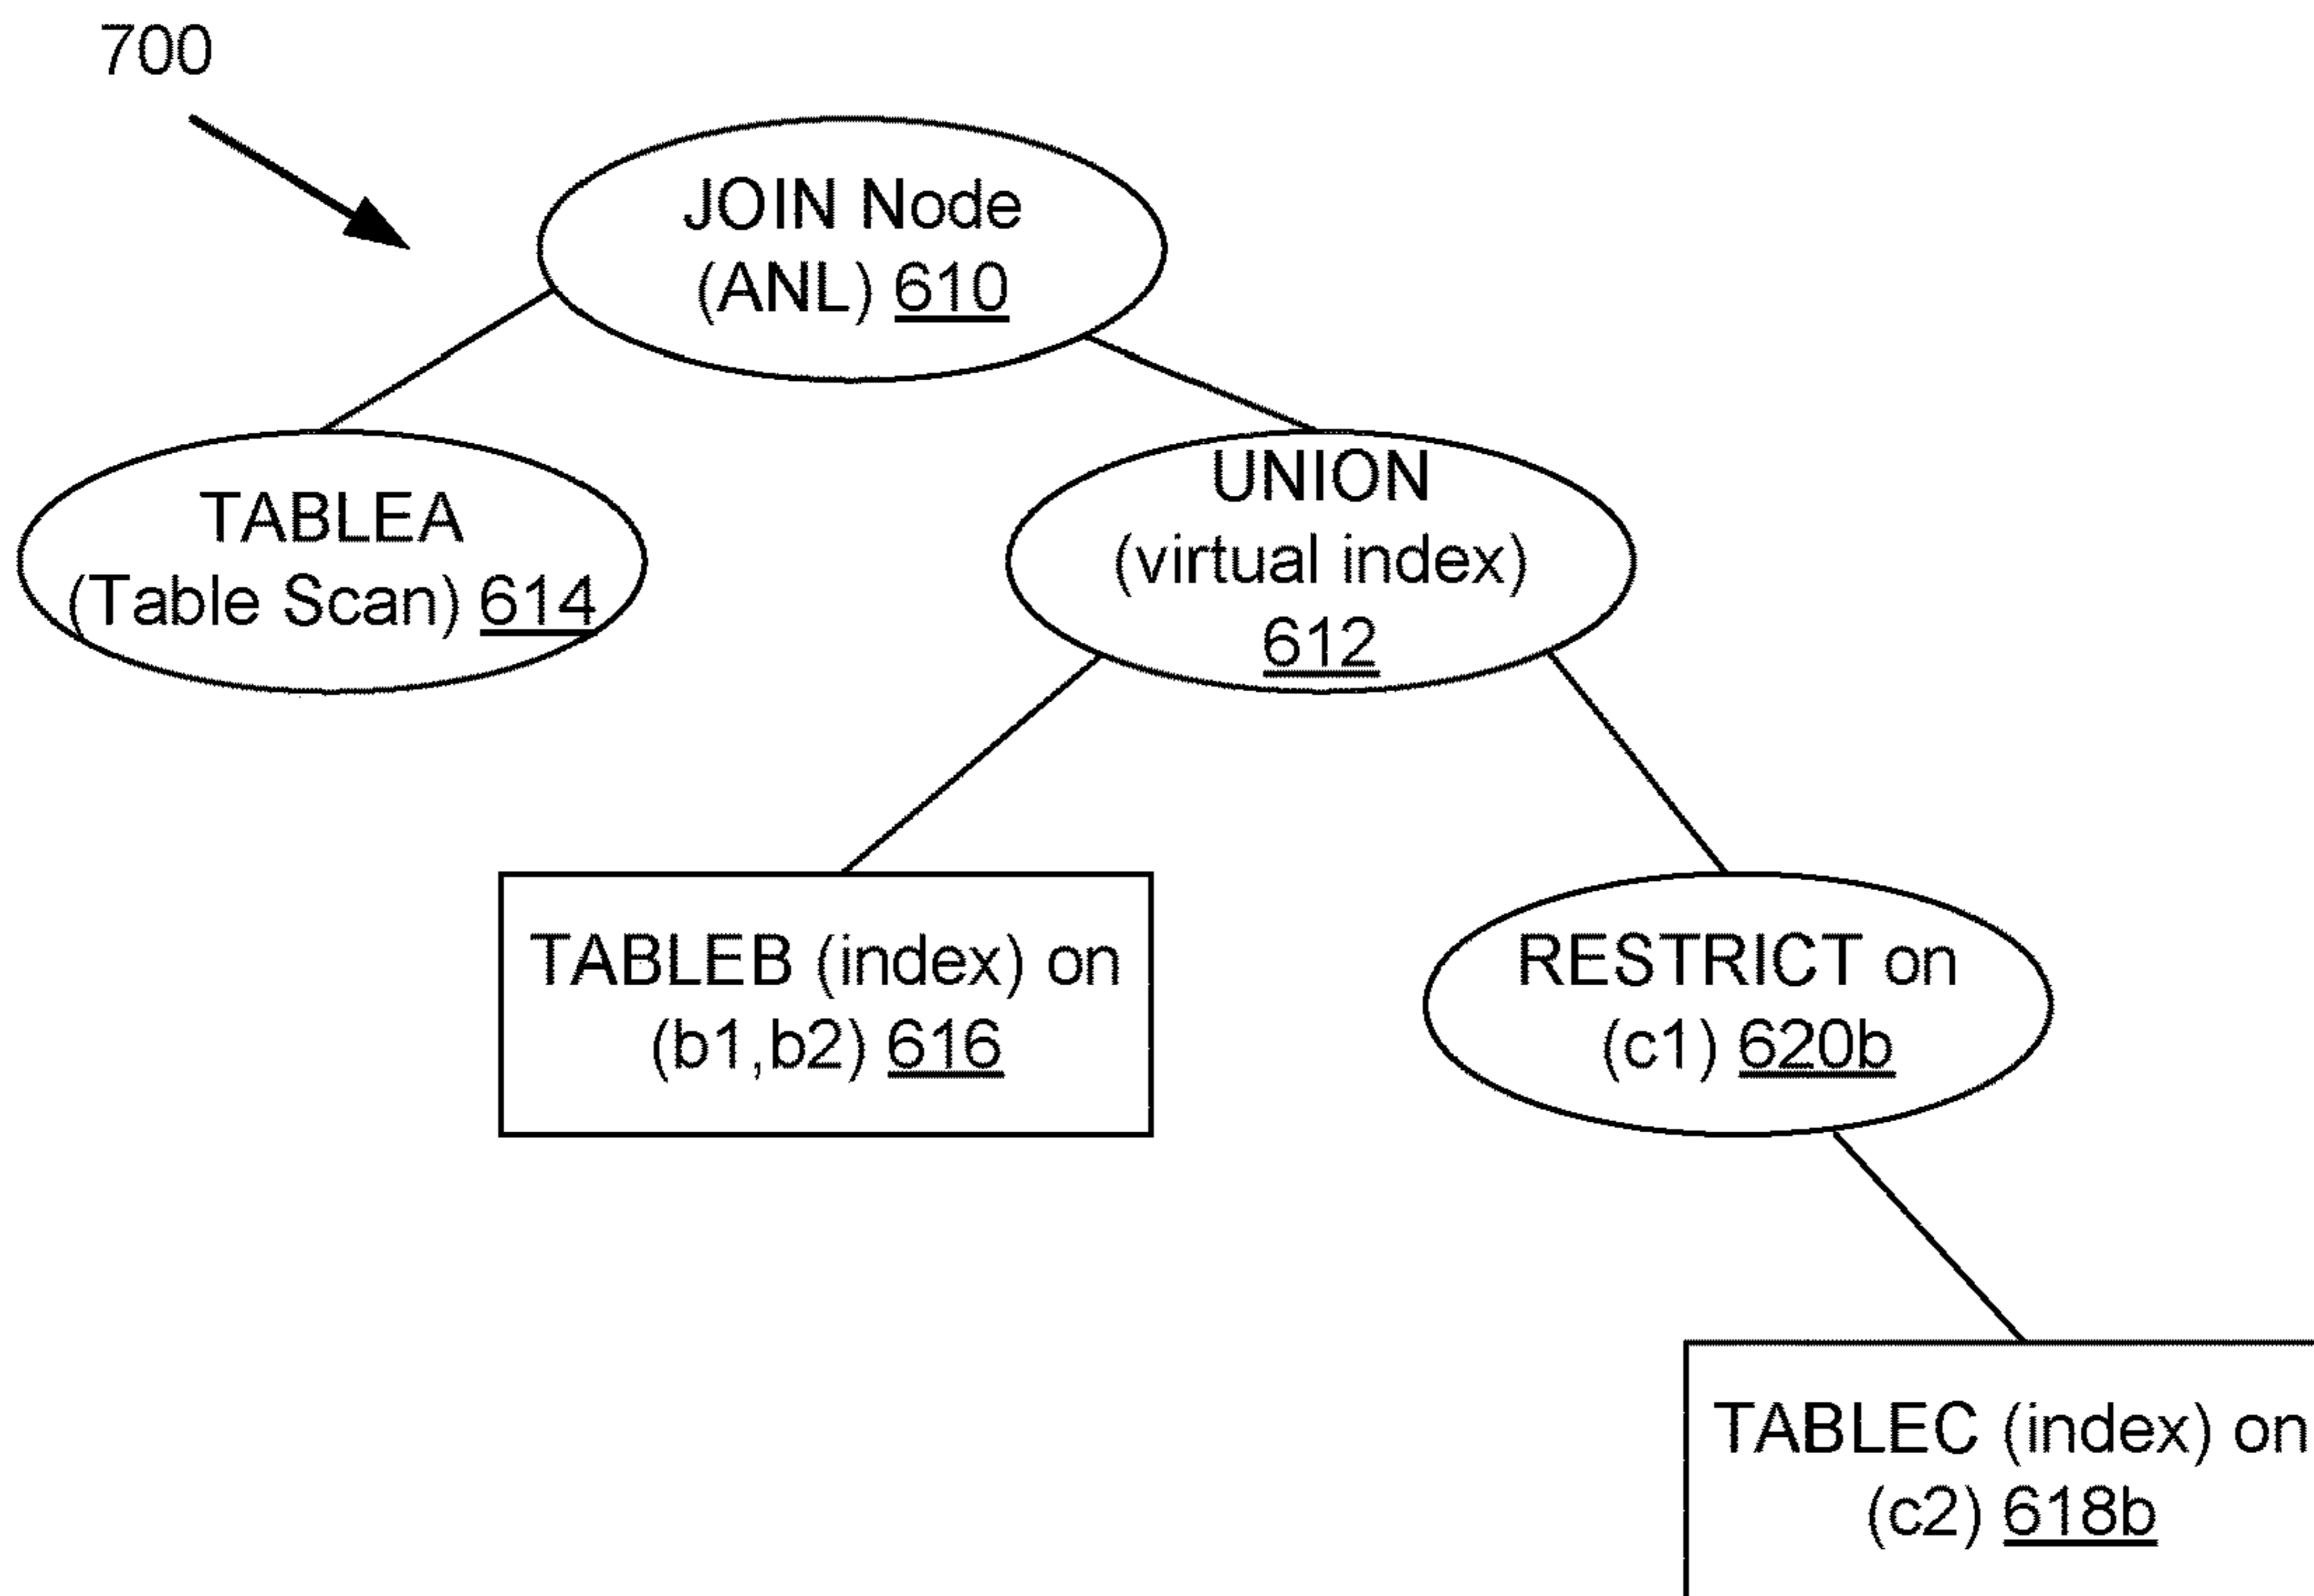 700
JOIN Node
(ANL) 610
TABLEA
(Table Scan) 614
UNION
(virtual index)
612
TABLEB (index) on
(b1,b2) 616
RESTRICT on
(c1) 620b
TABLEC (index) on
(c2) 618b